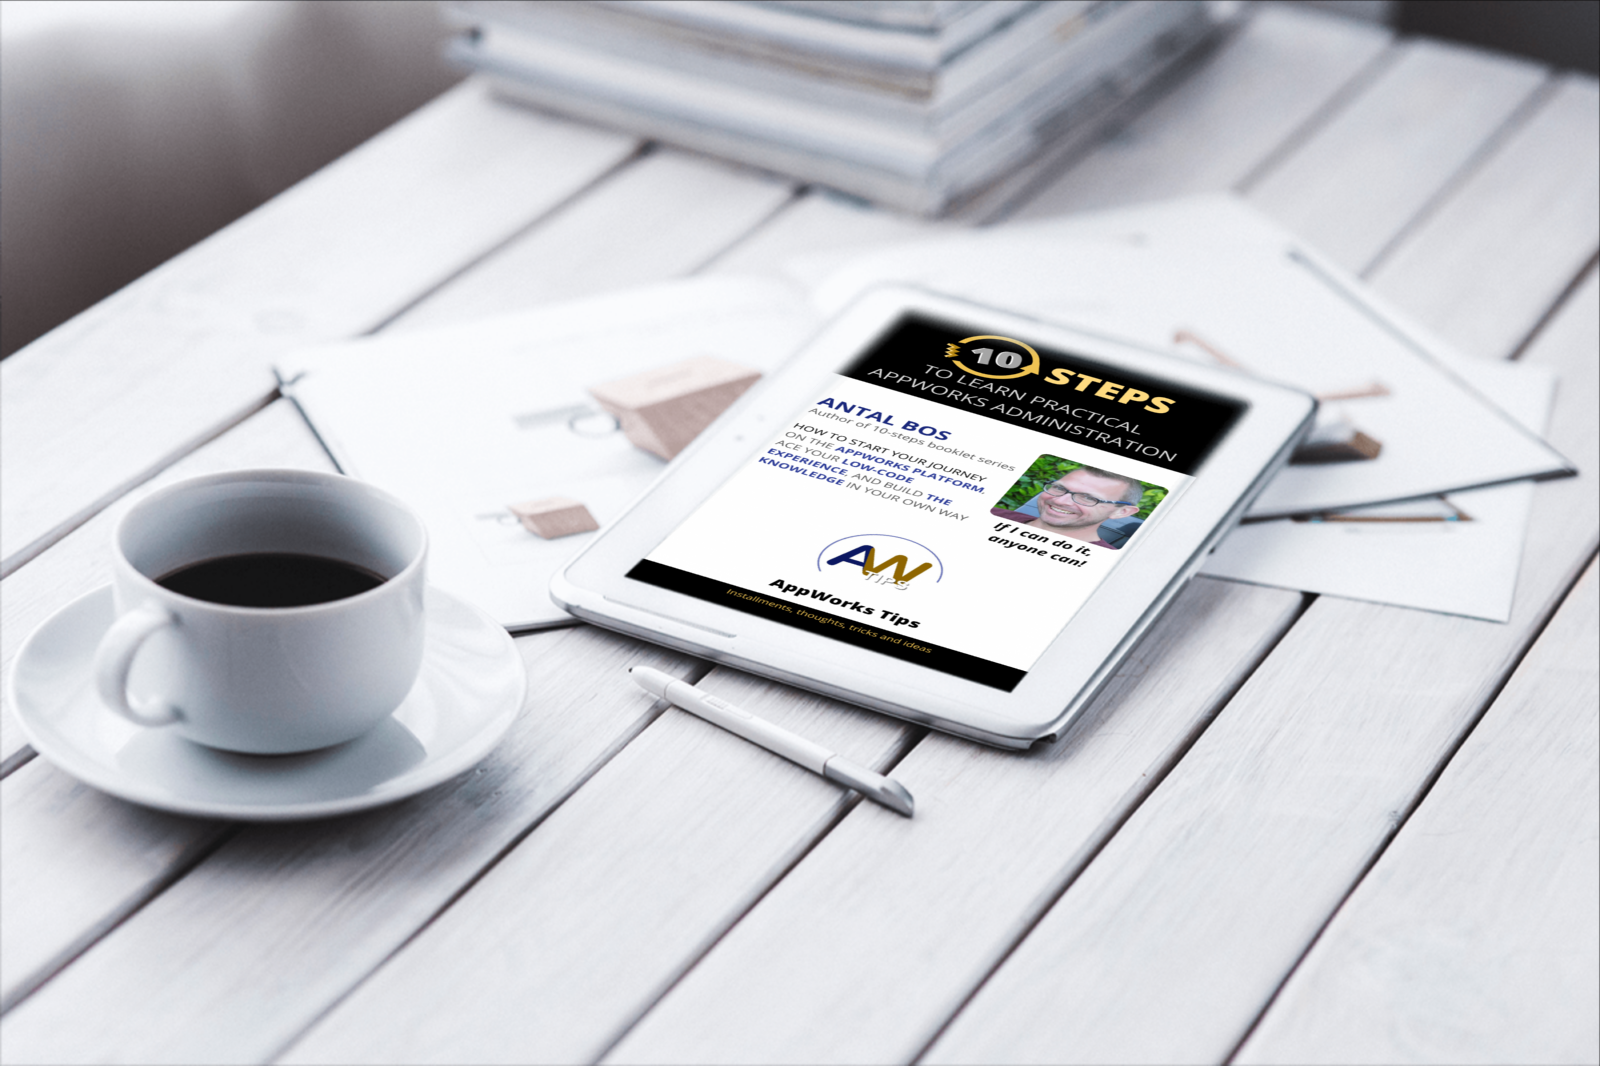 10 STEPS
TO LEARN PRACTICAL
APPWORKS ADMINISTRATION
ANTAL BOS
Author of 10-steps booklet series
HOW TO START YOUR JOURNEY
ON THE APPWORKS PLATFORM,
ACE YOUR LOW-CODE
EXPERIENCE, AND BUILD THE
KNOWLEDGE IN YOUR OWN WAY
If I can do it,
anyone can!
AW
TIPS
AppWorks Tips
Installments, thoughts, tricks and ideas